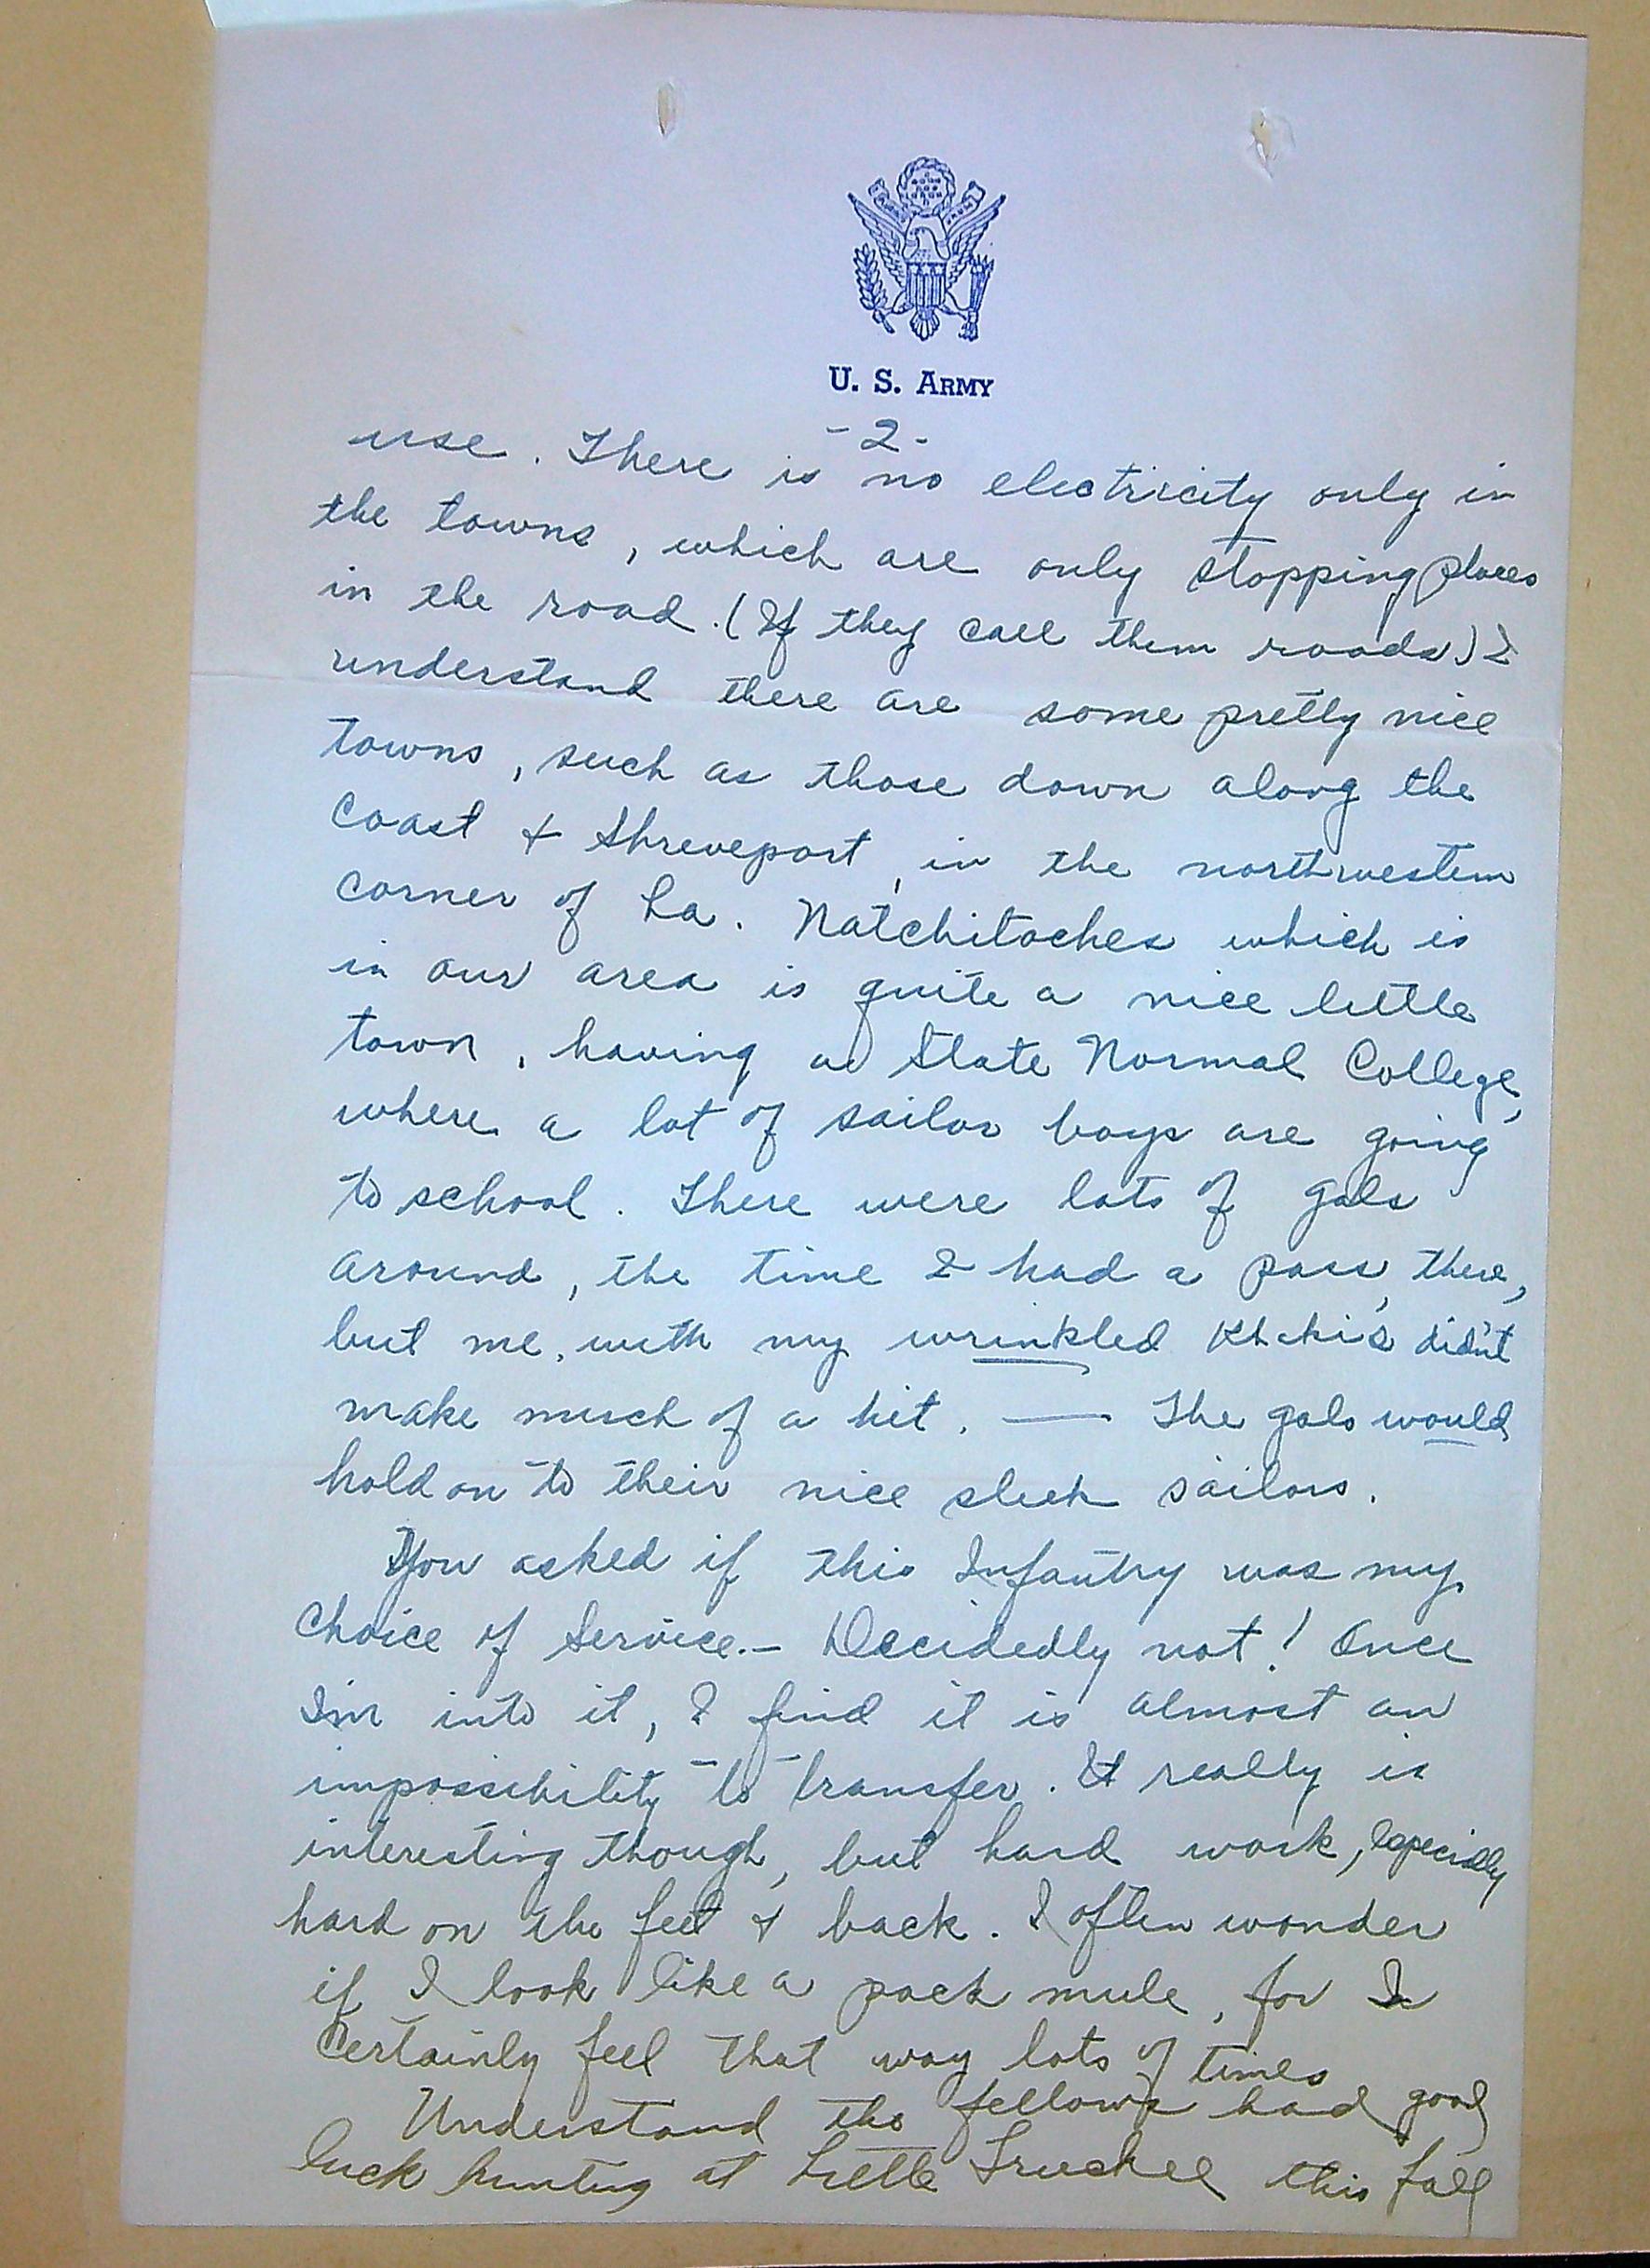 U. S. ARMY
- 2 -
use. There is no electricity only in
the towns, which are only stopping places
in the road. (If they call them roads.) I
understand there are some pretty nice
towns, such as those down along the
coast & Shreveport, in the northwestern
corner of La. Natchitoches which is
in our area is quite a nice little
town, having a State Normal College,
where a lot of sailor boys are going
to school. There were lots of gals
around, the time I had a pass, there,
but me, with my wrinkled Khaki's didn't
make much of a hit. — The gals would
hold on to their nice sleek sailors.
You asked if this Infantry was my
choice of Service.- Decidedly not! Once
I'm into it, I find it is almost an
impossibility to transfer. It really is
interesting though, but hard work, especially
hard on the feet & back. I often wonder
if I look like a pack mule, for I
certainly feel that way lots of times
Understand the fellows had good
luck hunting at Little Truckee this fall